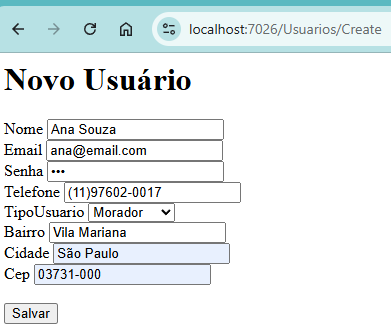 localhost:7026/Usuarios/Create
Novo Usuário
Nome Ana Souza
Email ana@email.com
Senha •••
Telefone (11)97602-0017
TipoUsuario Morador
Bairro Vila Mariana
Cidade São Paulo
Cep 03731-000
Salvar